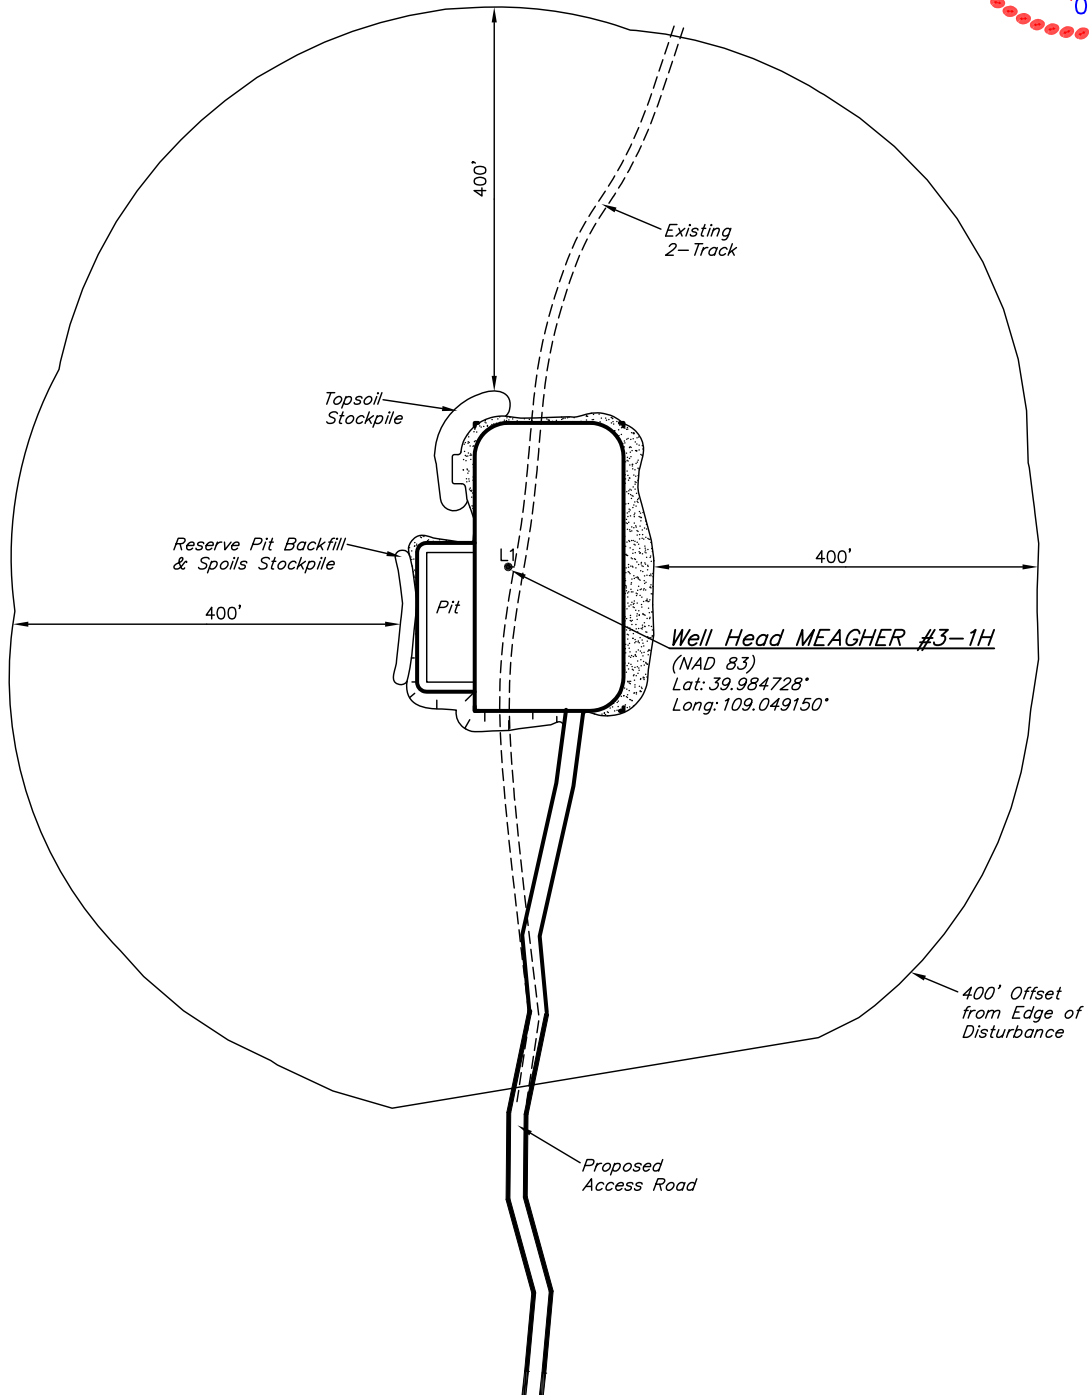 400'
Existing
2-Track
Topsoil
Stockpile
Reserve Pit Backfill
& Spoils Stockpile
L1
400'
400'
Pit
Well Head MEAGHER #3-1H
(NAD 83)
Lat: 39.984728°
Long: 109.049150°
400' Offset
from Edge of
Disturbance
Proposed
Access Road